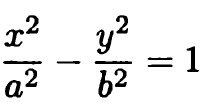 x²/a² − y²/b² = 1